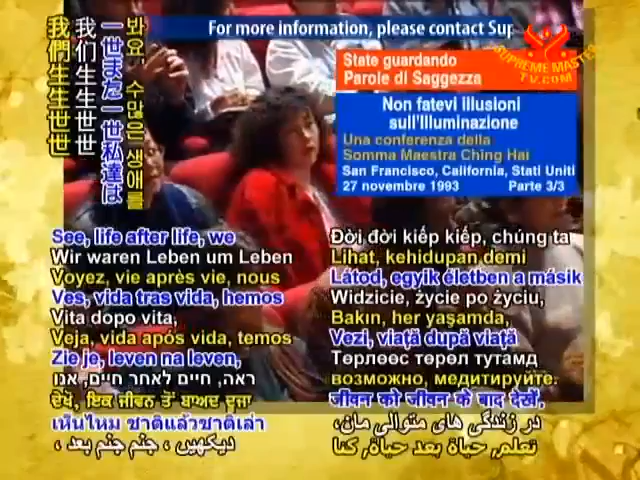 For more information, please contact Sup
SUPREME MASTER
TV.COM
State guardando
Parole di Saggezza
Non fatevi illusioni
sull'Illuminazione
Una conferenza della
Somma Maestra Ching Hai
San Francisco, California, Stati Uniti
27 novembre 1993 Parte 3/3
봐요, 수많은 생애를
一世また一世私達は
我们生生世世
我們生生世世
See, life after life, we
Wir waren Leben um Leben
Voyez, vie après vie, nous
Ves, vida tras vida, hemos
Vita dopo vita,
Veja, vida após vida, temos
Zie je, leven na leven,
ראה, חיים לאחר חיים, אנו
ਦੇਖੋ, ਇਕ ਜੀਵਨ ਤੋਂ ਬਾਅਦ ਦੂਜਾ
เห็นไหม ชาติแล้วชาติเล่า
دیکھیں، جنم جنم بعد ،
Đời đời kiếp kiếp, chúng ta
Lihat, kehidupan demi
Látod, egyik életben a másik
Widzicie, życie po życiu,
Bakın, her yaşamda,
Vezi, viaţă după viaţă
Төрлөөс төрөл тутамд
возможно, медитируйте.
जीवन को जीवन के बाद देखें,
در زندگی های متوالی مان،
تعلم, حياة بعد حياة, كنا